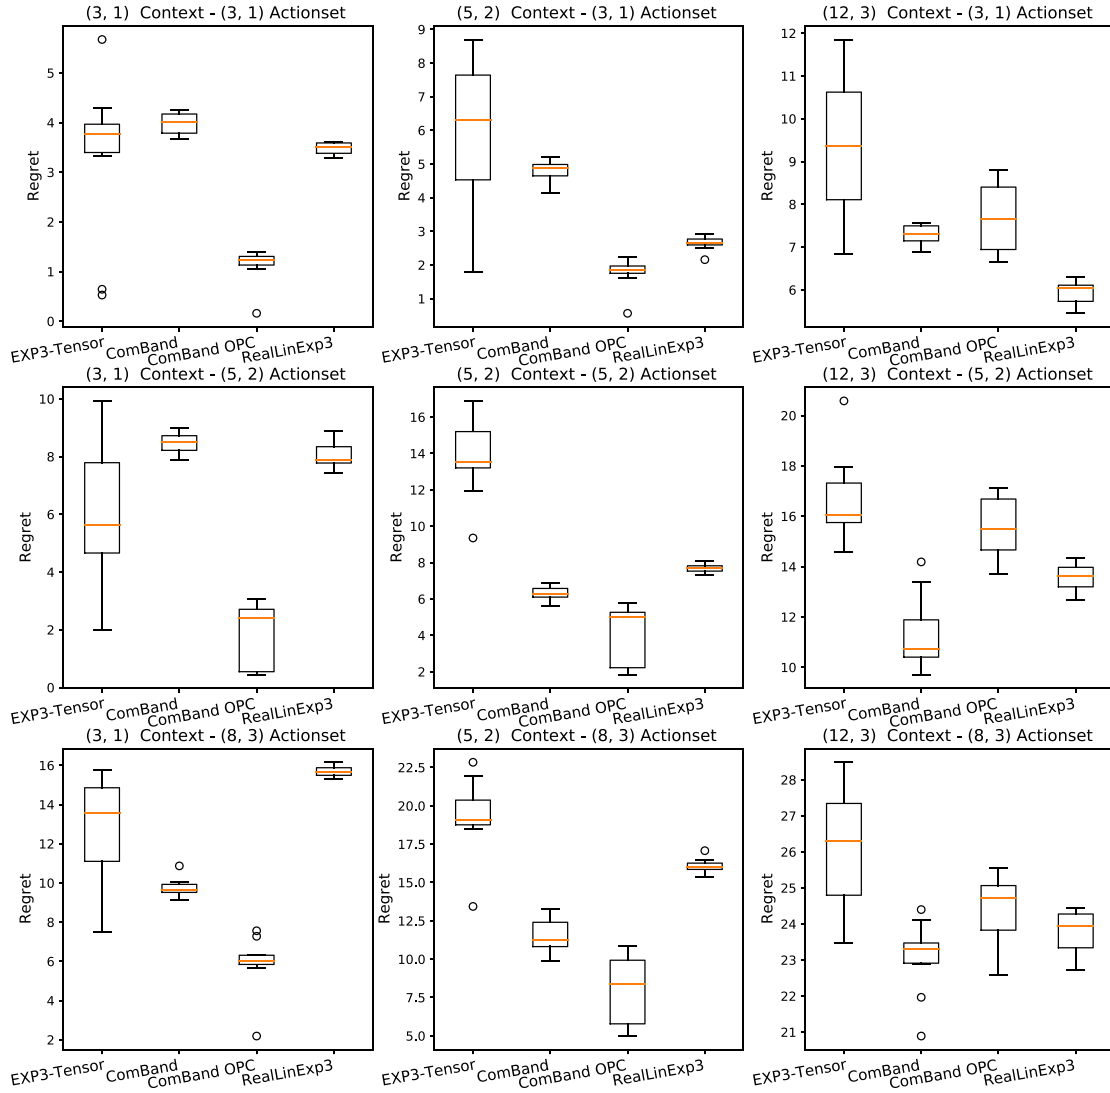 (3, 1)  Context - (3, 1) Actionset
Regret
5
4
3
2
1
0
EXP3-Tensor
ComBand
ComBand OPC
RealLinExp3
(5, 2)  Context - (3, 1) Actionset
Regret
9
8
7
6
5
4
3
2
1
EXP3-Tensor
ComBand
ComBand OPC
RealLinExp3
(12, 3)  Context - (3, 1) Actionset
Regret
12
11
10
9
8
7
6
EXP3-Tensor
ComBand
ComBand OPC
RealLinExp3
(3, 1)  Context - (5, 2) Actionset
Regret
10
8
6
4
2
0
EXP3-Tensor
ComBand
ComBand OPC
RealLinExp3
(5, 2)  Context - (5, 2) Actionset
Regret
16
14
12
10
8
6
4
2
EXP3-Tensor
ComBand
ComBand OPC
RealLinExp3
(12, 3)  Context - (5, 2) Actionset
Regret
20
18
16
14
12
10
EXP3-Tensor
ComBand
ComBand OPC
RealLinExp3
(3, 1)  Context - (8, 3) Actionset
Regret
16
14
12
10
8
6
4
2
EXP3-Tensor
ComBand
ComBand OPC
RealLinExp3
(5, 2)  Context - (8, 3) Actionset
Regret
22.5
20.0
17.5
15.0
12.5
10.0
7.5
5.0
EXP3-Tensor
ComBand
ComBand OPC
RealLinExp3
(12, 3)  Context - (8, 3) Actionset
Regret
28
27
26
25
24
23
22
21
EXP3-Tensor
ComBand
ComBand OPC
RealLinExp3